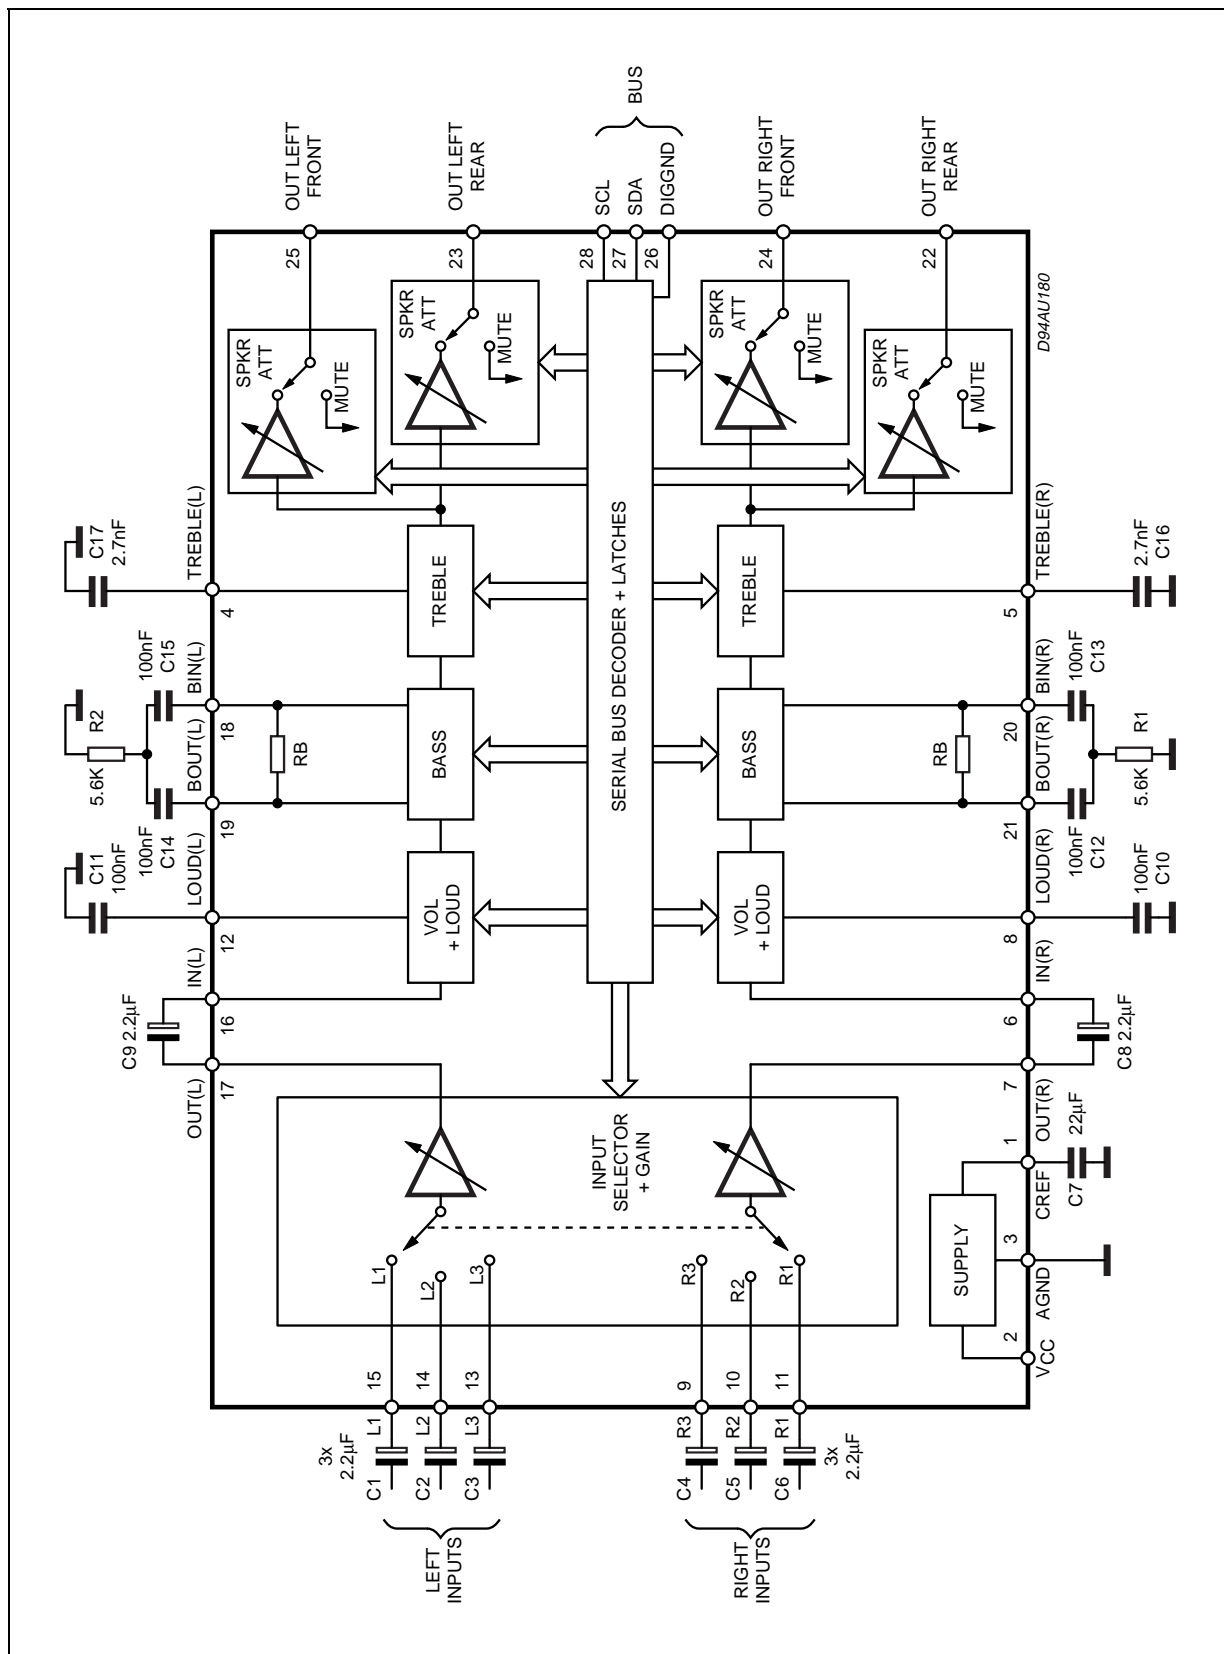 BUS
OUT LEFT
FRONT
OUT LEFT
REAR
SCL
SDA
DIGGND
OUT RIGHT
FRONT
OUT RIGHT
REAR
25
23
28
27
26
24
22
D94AU180
SPKR
ATT
MUTE
SPKR
ATT
MUTE
SPKR
ATT
MUTE
SPKR
ATT
MUTE
C17
2.7nF
TREBLE(L)
4
TREBLE
SERIAL BUS DECODER + LATCHES
TREBLE
5
TREBLE(R)
2.7nF
C16
R2
5.6K
100nF
C15
BIN(L)
18
BOUT(L)
19
100nF
C14
RB
BASS
BASS
RB
20
BIN(R)
BOUT(R)
21
100nF
C13
100nF
C12
R1
5.6K
C11
100nF
LOUD(L)
12
VOL
+ LOUD
VOL
+ LOUD
8
LOUD(R)
100nF
C10
C9 2.2µF
IN(L)
16
OUT(L)
17
6
IN(R)
7
OUT(R)
C8 2.2µF
INPUT
SELECTOR
+ GAIN
L1
L2
L3
R3
R2
R1
1
CREF
C7
22µF
SUPPLY
3
AGND
2
VCC
15
14
13
9
10
11
L1
L2
L3
R3
R2
R1
3x
2.2µF
C1
C2
C3
C4
C5
C6
3x
2.2µF
LEFT
INPUTS
RIGHT
INPUTS